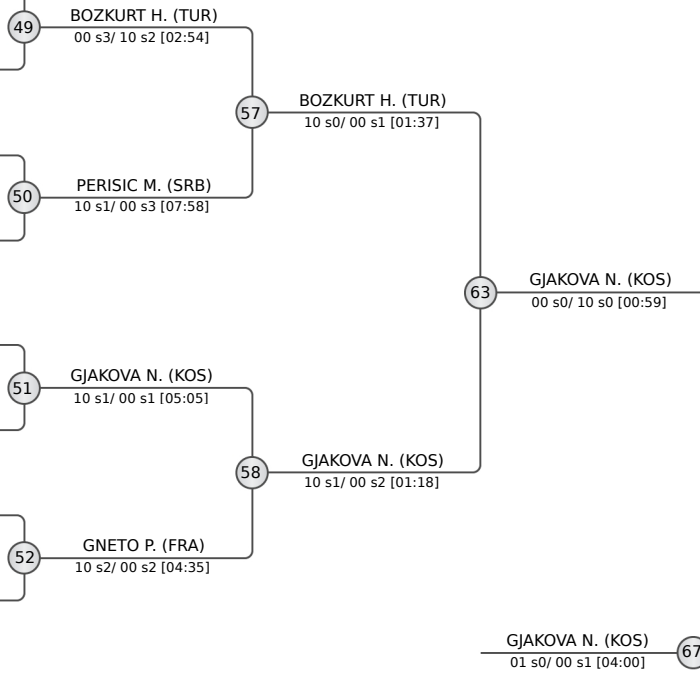 BOZKURT H. (TUR)
49
00 s3/ 10 s2 [02:54]
BOZKURT H. (TUR)
57
10 s0/ 00 s1 [01:37]
PERISIC M. (SRB)
50
10 s1/ 00 s3 [07:58]
GJAKOVA N. (KOS)
63
00 s0/ 10 s0 [00:59]
GJAKOVA N. (KOS)
51
10 s1/ 00 s1 [05:05]
GJAKOVA N. (KOS)
58
10 s1/ 00 s2 [01:18]
GNETO P. (FRA)
52
10 s2/ 00 s2 [04:35]
GJAKOVA N. (KOS)
67
01 s0/ 00 s1 [04:00]